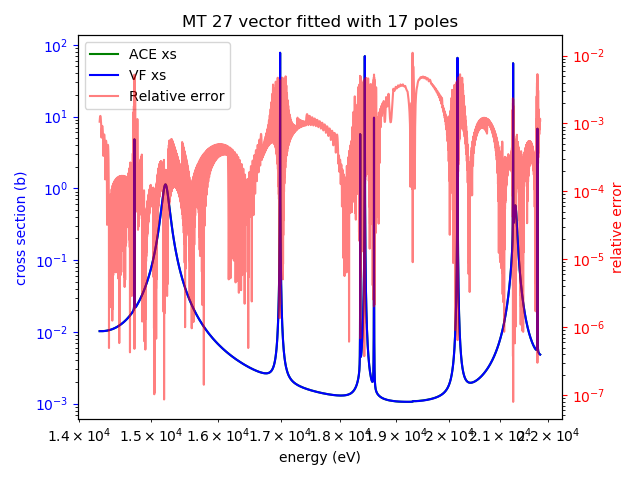 MT 27 vector fitted with 17 poles
ACE xs
VF xs
Relative error
cross section (b)
10²
10¹
10⁰
10⁻¹
10⁻²
10⁻³
relative error
10⁻²
10⁻³
10⁻⁴
10⁻⁵
10⁻⁶
10⁻⁷
1.4 × 10⁴ 1.5 × 10⁴ 1.6 × 10⁴ 1.7 × 10⁴ 1.8 × 10⁴ 1.9 × 10⁴ 2 × 10⁴ 2.1 × 10⁴ 2.2 × 10⁴
energy (eV)